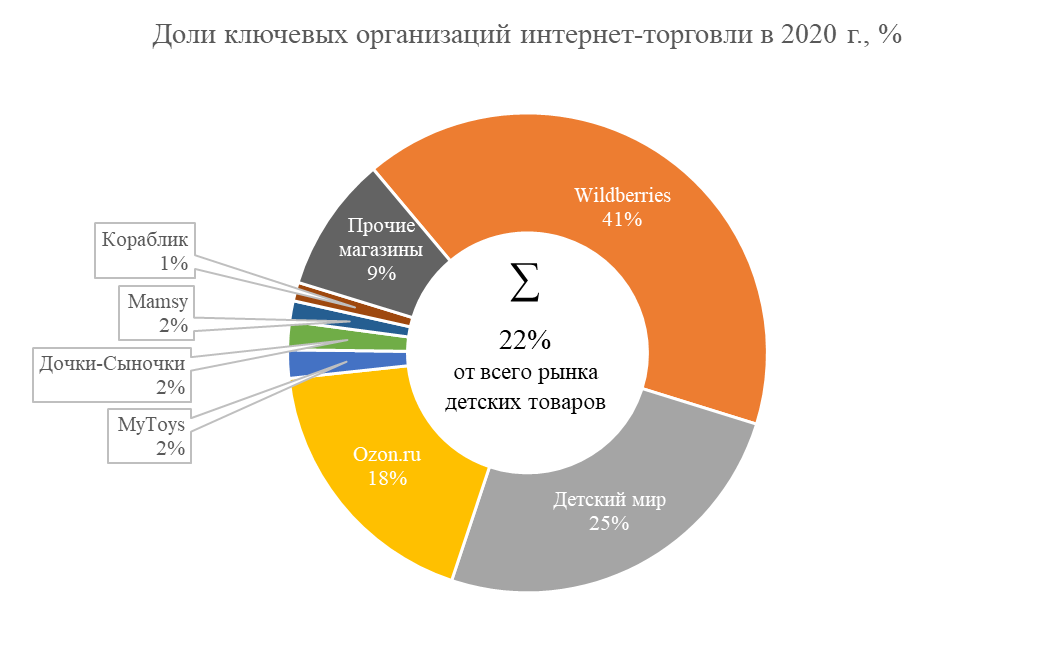 Доли ключевых организаций интернет-торговли в 2020 г., %
Wildberries
41%
Детский мир
25%
Ozon.ru
18%
MyToys
2%
Дочки-Сыночки
2%
Mamsy
2%
Кораблик
1%
Прочие
магазины
9%
∑
22%
от всего рынка
детских товаров